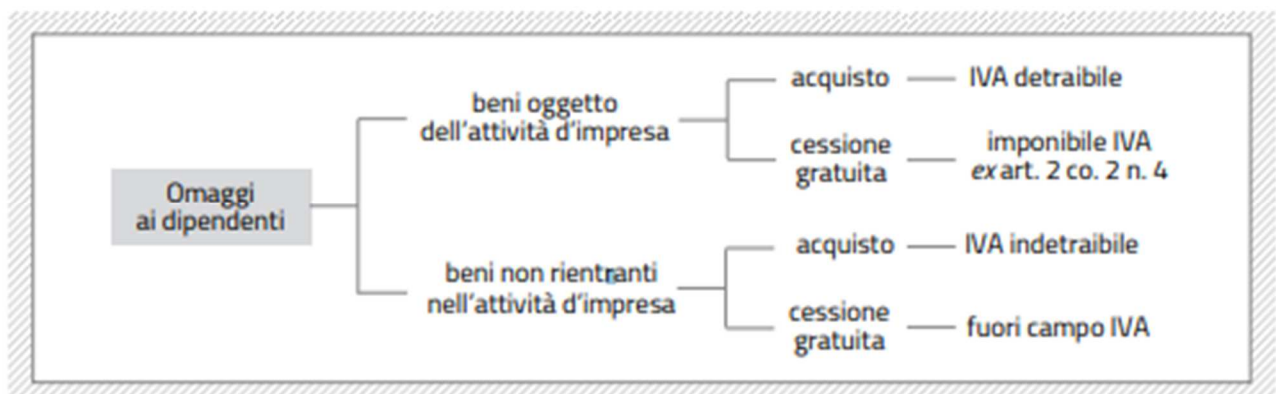 Omaggi
ai dipendenti
beni oggetto
dell'attività d'impresa
acquisto
IVA detraibile
cessione
gratuita
imponibile IVA
ex art. 2 co. 2 n. 4
beni non rientranti
nell'attività d'impresa
acquisto
IVA indetraibile
cessione
gratuita
fuori campo IVA